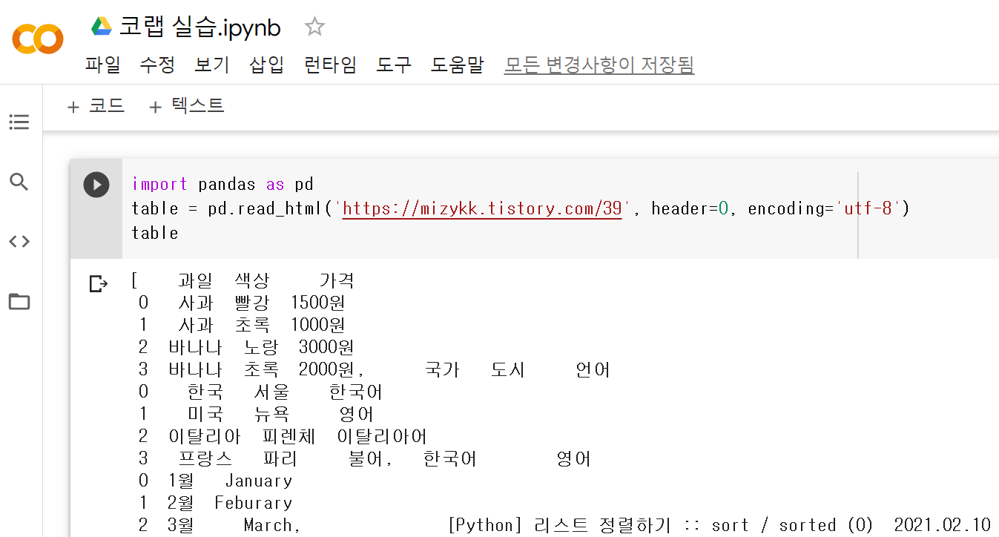 코랩 실습.ipynb
파일 수정 보기 삽입 런타임 도구 도움말 모든 변경사항이 저장됨
+ 코드 + 텍스트
import pandas as pd
table = pd.read_html('https://mizykk.tistory.com/39', header=0, encoding='utf-8')
table
[ 과일 색상 가격
0 사과 빨강 1500원
1 사과 초록 1000원
2 바나나 노랑 3000원
3 바나나 초록 2000원, 국가 도시 언어
0 한국 서울 한국어
1 미국 뉴욕 영어
2 이탈리아 피렌체 이탈리아어
3 프랑스 파리 불어, 한국어 영어
0 1월 January
1 2월 Feburary
2 3월 March, [Python] 리스트 정렬하기 :: sort / sorted (0) 2021.02.10